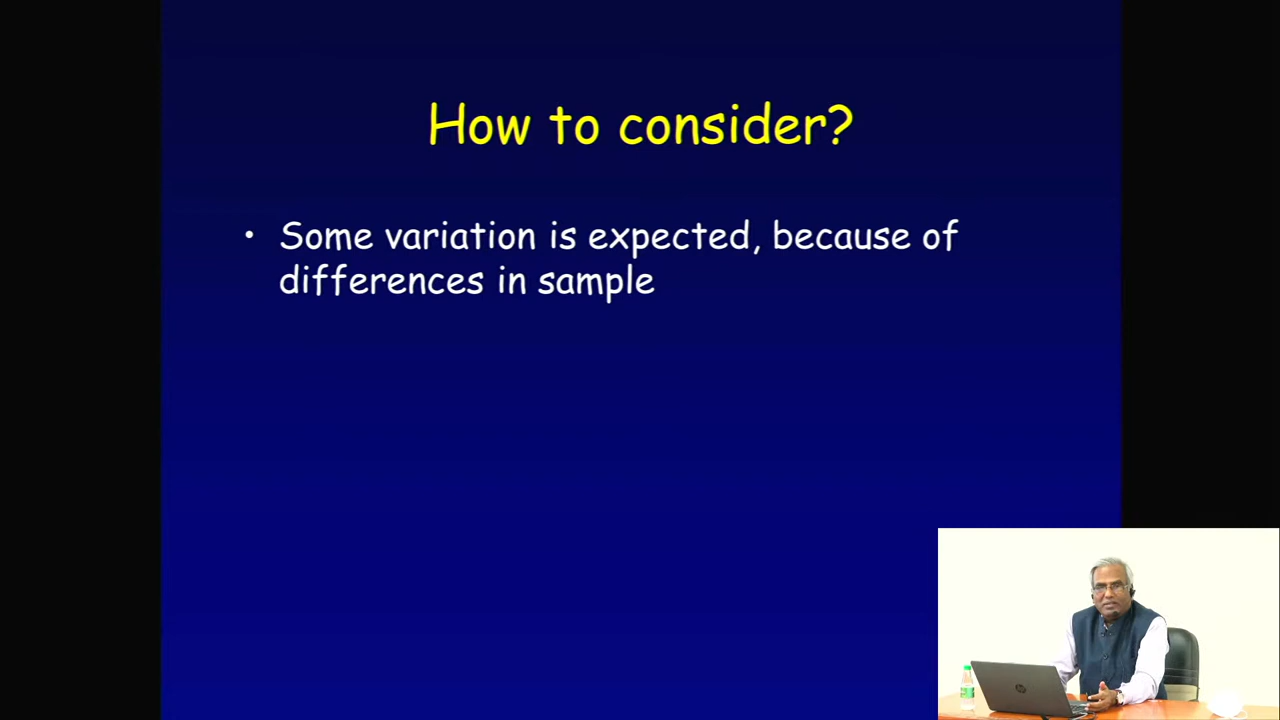 How to consider?
• Some variation is expected, because of
differences in sample